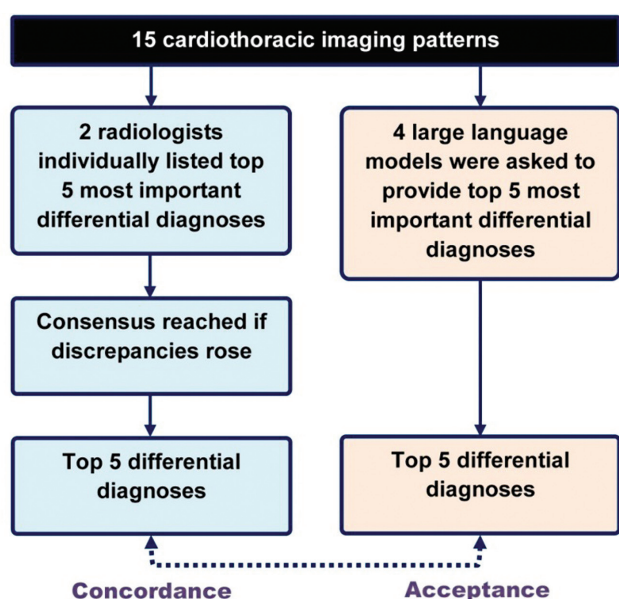 15 cardiothoracic imaging patterns
2 radiologists
individually listed top
5 most important
differential diagnoses
4 large language
models were asked to
provide top 5 most
important differential
diagnoses
Consensus reached if
discrepancies rose
Top 5 differential
diagnoses
Top 5 differential
diagnoses
Concordance
Acceptance